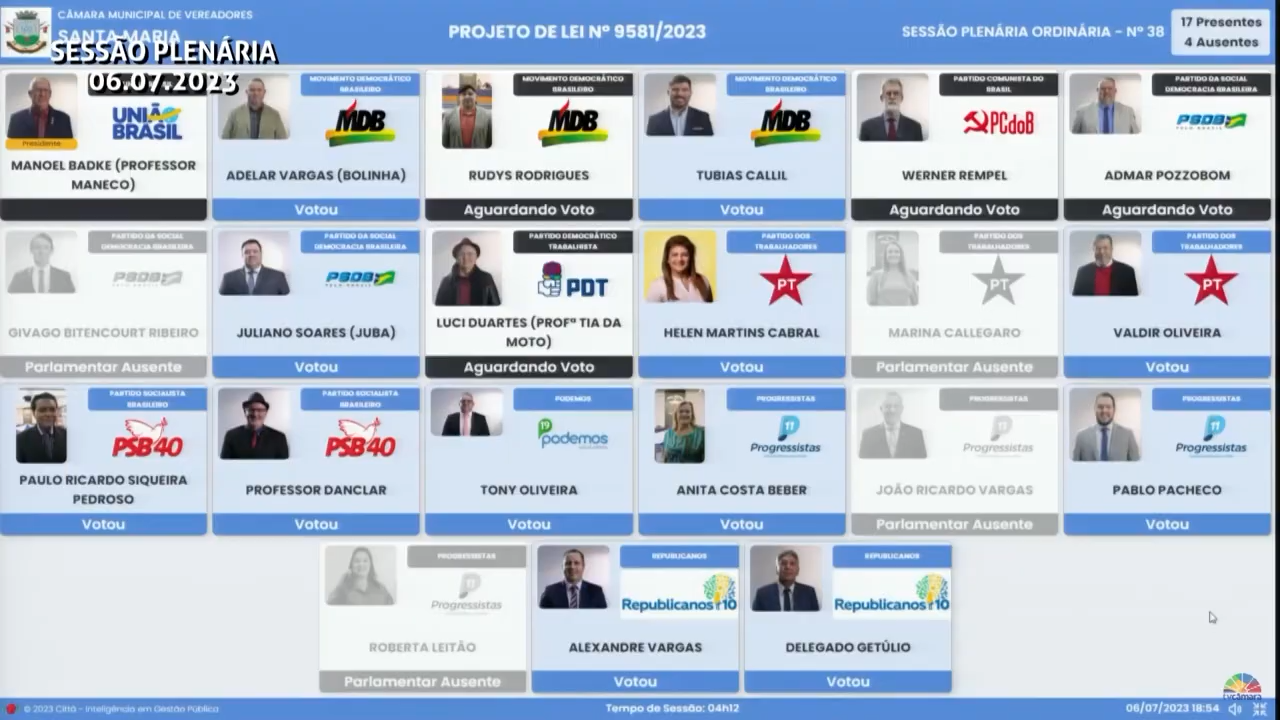 CÂMARA MUNICIPAL DE VEREADORES
SANTA MARIA
SESSÃO PLENÁRIA
06.07.2023
PROJETO DE LEI Nº 9581/2023
SESSÃO PLENÁRIA ORDINÁRIA - Nº 38
17 Presentes
4 Ausentes
Presidente
UNIÃO
BRASIL
MANOEL BADKE (PROFESSOR
MANECO)
MOVIMENTO DEMOCRÁTICO
BRASILEIRO
MDB
ADELAR VARGAS (BOLINHA)
Votou
MOVIMENTO DEMOCRÁTICO
BRASILEIRO
MDB
RUDYS RODRIGUES
Aguardando Voto
MOVIMENTO DEMOCRÁTICO
BRASILEIRO
MDB
TUBIAS CALLIL
Votou
PARTIDO COMUNISTA DO
BRASIL
PCdoB
WERNER REMPEL
Aguardando Voto
PARTIDO DA SOCIAL
DEMOCRACIA BRASILEIRA
PSDB
ADMAR POZZOBOM
Aguardando Voto
PARTIDO DA SOCIAL
DEMOCRACIA BRASILEIRA
PSDB
GIVAGO BITENCOURT RIBEIRO
Parlamentar Ausente
PARTIDO DA SOCIAL
DEMOCRACIA BRASILEIRA
PSDB
JULIANO SOARES (JUBA)
Votou
PARTIDO DEMOCRÁTICO
TRABALHISTA
PDT
LUCI DUARTES (PROFª TIA DA
MOTO)
Aguardando Voto
PARTIDO DOS
TRABALHADORES
PT
HELEN MARTINS CABRAL
Votou
PARTIDO DOS
TRABALHADORES
PT
MARINA CALLEGARO
Parlamentar Ausente
PARTIDO DOS
TRABALHADORES
PT
VALDIR OLIVEIRA
Votou
PARTIDO SOCIALISTA
BRASILEIRO
PSB40
PAULO RICARDO SIQUEIRA
PEDROSO
Votou
PARTIDO SOCIALISTA
BRASILEIRO
PSB40
PROFESSOR DANCLAR
Votou
PODEMOS
19
podemos
TONY OLIVEIRA
Votou
PROGRESSISTAS
11
Progressistas
ANITA COSTA BEBER
Votou
PROGRESSISTAS
11
Progressistas
JOÃO RICARDO VARGAS
Parlamentar Ausente
PROGRESSISTAS
11
Progressistas
PABLO PACHECO
Votou
PROGRESSISTAS
11
Progressistas
ROBERTA LEITÃO
Parlamentar Ausente
REPUBLICANOS
Republicanos 10
ALEXANDRE VARGAS
Votou
REPUBLICANOS
Republicanos 10
DELEGADO GETÚLIO
Votou
tvcâmara
© 2023 Cittá - Inteligência em Gestão Pública
Tempo de Sessão: 04h12
06/07/2023 18:54